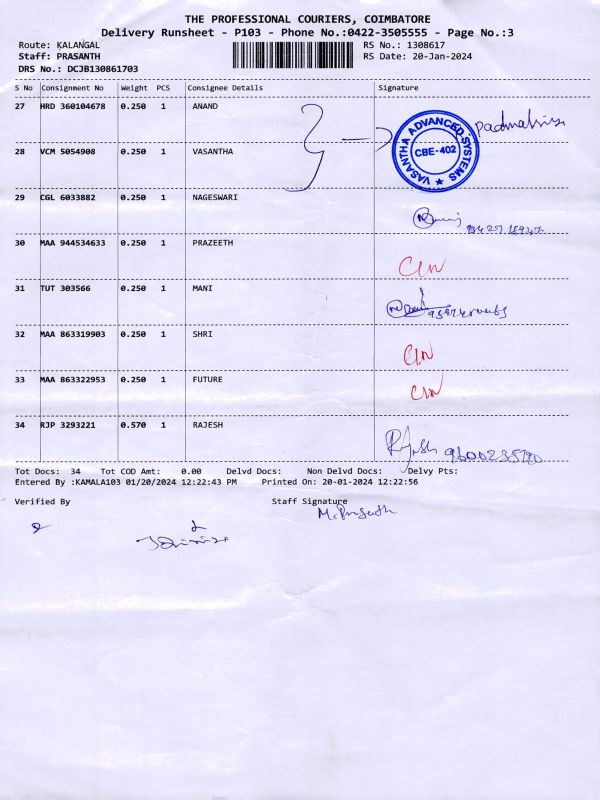 THE PROFESSIONAL COURIERS, COIMBATORE
Delivery Runsheet - P103 - Phone No.:0422-3505555 - Page No.:3
Route: KALANGAL RS No.: 1308617
Staff: PRASANTH RS Date: 20-Jan-2024
DRS No.: DCJB130861703
S No Consignment No Weight PCS Consignee Details Signature
27 HRD 360104678 0.250 1 ANAND
VASANTHA ADVANCED SYSTEMS
CBE-402
28 VCM 5054908 0.250 1 VASANTHA
29 CGL 6033882 0.250 1 NAGESWARI
30 MAA 944534633 0.250 1 PRAZEETH
31 TUT 303566 0.250 1 MANI
32 MAA 863319903 0.250 1 SHRI
33 MAA 863322953 0.250 1 FUTURE
34 RJP 3293221 0.570 1 RAJESH
Tot Docs: 34 Tot COD Amt: 0.00 Delvd Docs: Non Delvd Docs: Delvy Pts:
Entered By :KAMALA103 01/20/2024 12:22:43 PM Printed On: 20-01-2024 12:22:56
Verified By Staff Signature
M. Prasanth